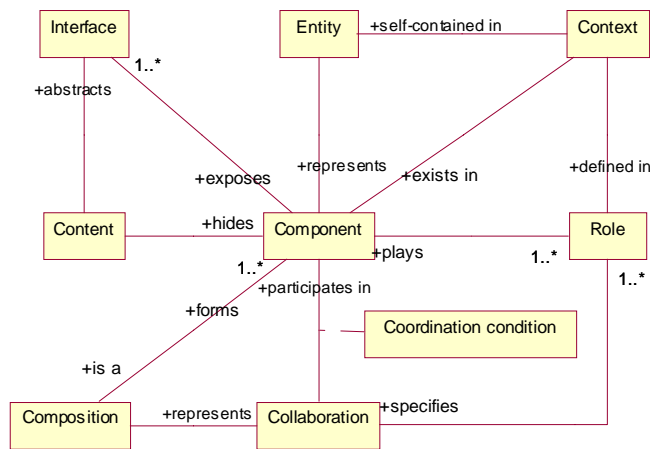 Interface
Entity
+self-contained in
Context
1..*
+abstracts
+represents
+exists in
+defined in
+exposes
Content
+hides
Component
+plays
Role
1..*
1..*
1..*
+participates in
+forms
Coordination condition
+is a
Composition
+represents
Collaboration
+specifies